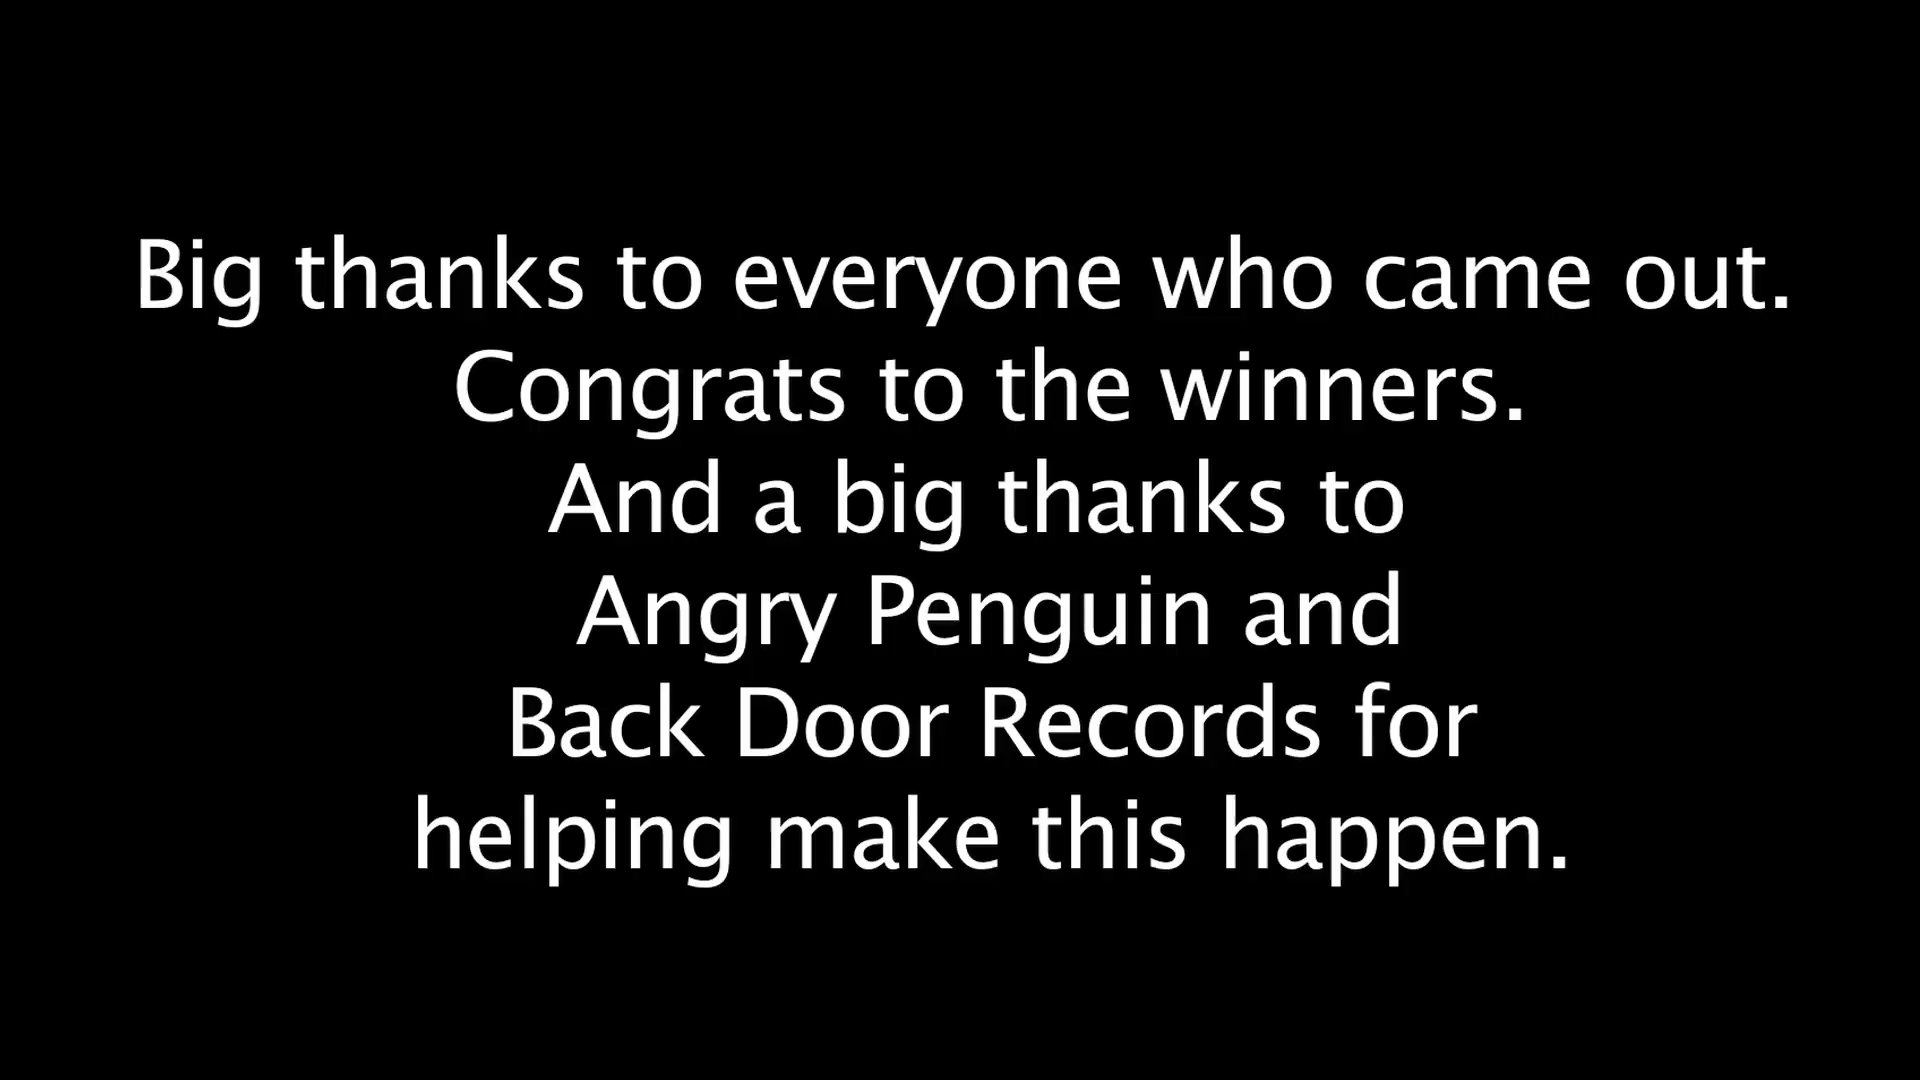 Big thanks to everyone who came out.
Congrats to the winners.
And a big thanks to
Angry Penguin and
Back Door Records for
helping make this happen.